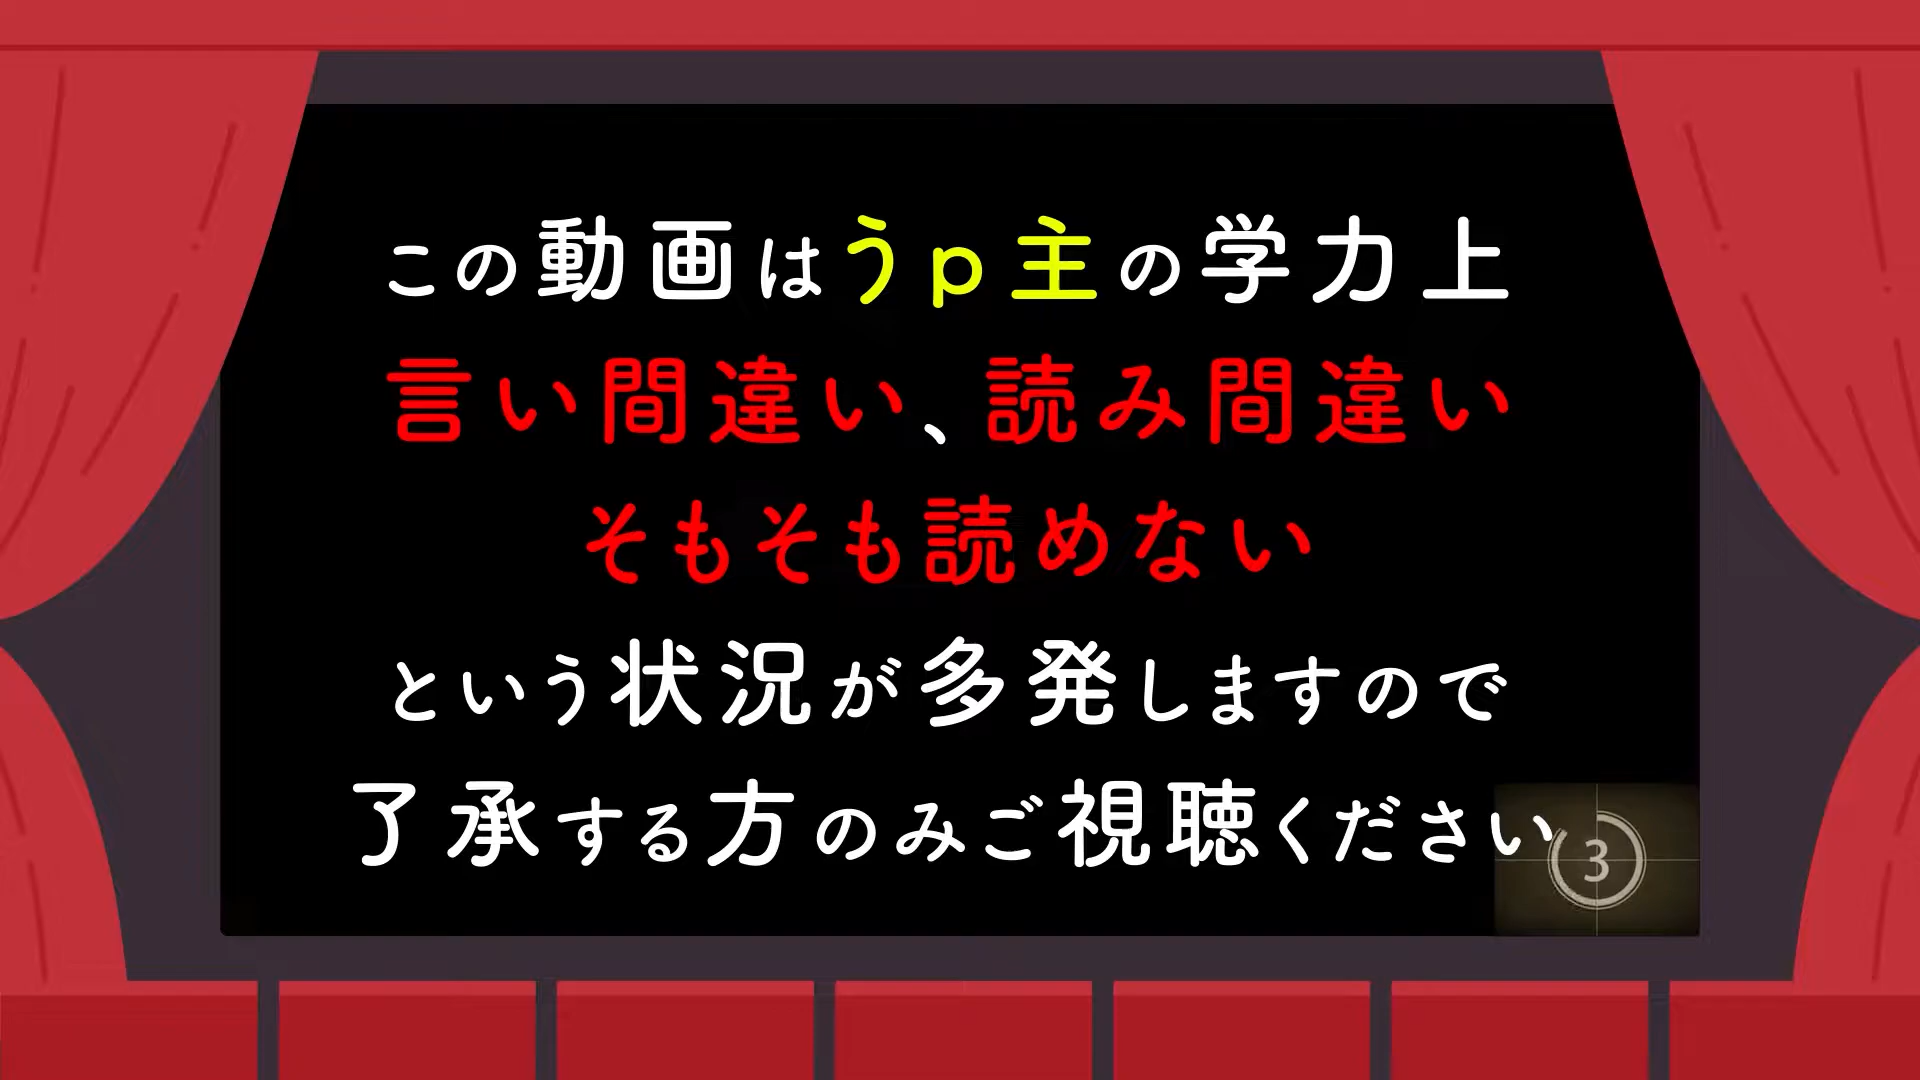 この動画はうｐ主の学力上
言い間違い、読み間違い
そもそも読めない
という状況が多発しますので
了承する方のみご視聴ください
3